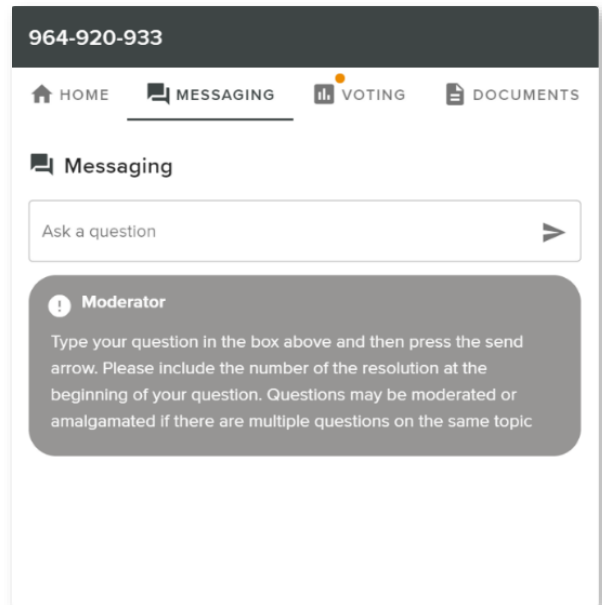 964-920-933
HOME MESSAGING VOTING DOCUMENTS
Messaging
Ask a question
Moderator
Type your question in the box above and then press the send
arrow. Please include the number of the resolution at the
beginning of your question. Questions may be moderated or
amalgamated if there are multiple questions on the same topic